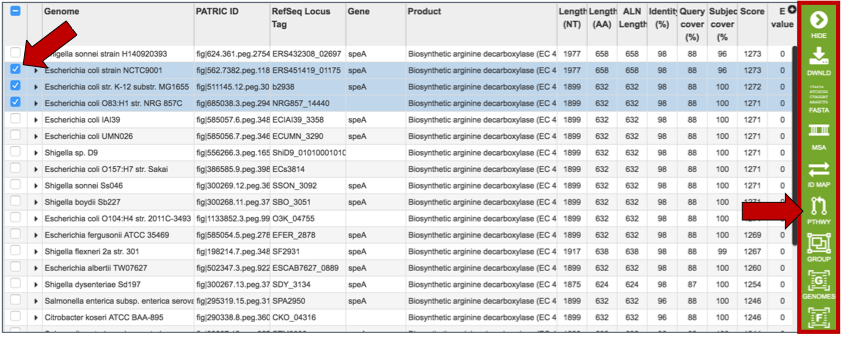 Genome PATRIC ID RefSeq Locus Tag Gene Product Length (NT) Length (AA) ALN Length Identity (%) Query cover (%) Subjec cover (%) Score E value
Shigella sonnei strain H140920393 fig|624.361.peg.2754 ERS432308_02697 speA Biosynthetic arginine decarboxylase (EC 4 1977 658 658 98 88 96 1273 0
Escherichia coli strain NCTC9001 fig|562.7382.peg.118 ERS451419_01175 speA Biosynthetic arginine decarboxylase (EC 4 1977 658 658 98 88 96 1273 0
Escherichia coli str. K-12 substr. MG1655 fig|511145.12.peg.30 b2938 speA Biosynthetic arginine decarboxylase (EC 4 1899 632 632 98 88 100 1272 0
Escherichia coli O83:H1 str. NRG 857C fig|685038.3.peg.294 NRG857_14440 Biosynthetic arginine decarboxylase (EC 4 1899 632 632 98 88 100 1271 0
Escherichia coli IAI39 fig|585057.6.peg.348 ECIAI39_3358 speA Biosynthetic arginine decarboxylase (EC 4 1899 632 632 98 88 100 1271 0
Escherichia coli UMN026 fig|585056.7.peg.346 ECUMN_3290 speA Biosynthetic arginine decarboxylase (EC 4 1899 632 632 98 88 100 1271 0
Shigella sp. D9 fig|556266.3.peg.165 ShiD9_01010001010 Biosynthetic arginine decarboxylase (EC 4 1899 632 632 98 88 100 1271 0
Escherichia coli O157:H7 str. Sakai fig|386585.9.peg.398 ECs3814 Biosynthetic arginine decarboxylase (EC 4 1899 632 632 98 88 100 1271 0
Shigella sonnei Ss046 fig|300269.12.peg.36 SSON_3092 speA Biosynthetic arginine decarboxylase (EC 4 1899 632 632 98 88 100 1271 0
Shigella boydii Sb227 fig|300268.11.peg.37 SBO_3051 speA Biosynthetic arginine decarboxylase (EC 4 1899 632 632 98 88 100
Escherichia coli O104:H4 str. 2011C-3493 fig|1133852.3.peg.99 O3K_04755 Biosynthetic arginine decarboxylase (EC 4 1899 632 632 98 88 100
Escherichia fergusonii ATCC 35469 fig|585054.5.peg.278 EFER_2878 speA Biosynthetic arginine decarboxylase (EC 4 1899 632 632 96 88 100 1269 0
Shigella flexneri 2a str. 301 fig|198214.7.peg.348 SF2931 speA Biosynthetic arginine decarboxylase (EC 4 1917 638 638 98 88 99 1267 0
Escherichia albertii TW07627 fig|502347.3.peg.922 ESCAB7627_0889 speA Biosynthetic arginine decarboxylase (EC 4 1899 632 632 96 88 100 1260 0
Shigella dysenteriae Sd197 fig|300267.13.peg.37 SDY_3134 speA Biosynthetic arginine decarboxylase (EC 4 1875 624 624 98 87 100 1254 0
Salmonella enterica subsp. enterica serova fig|295319.15.peg.31 SPA2950 speA Biosynthetic arginine decarboxylase (EC 4 1899 632 632 96 88 100 1246 0
Citrobacter koseri ATCC BAA-895 fig|290338.8.peg.360 CKO_04316 Biosynthetic arginine decarboxylase (EC 4 1899 632 632 96 88 100 1246 0
HIDE
DWNLD
FASTA
MSA
ID MAP
PTHWY
GROUP
G
GENOMES
F